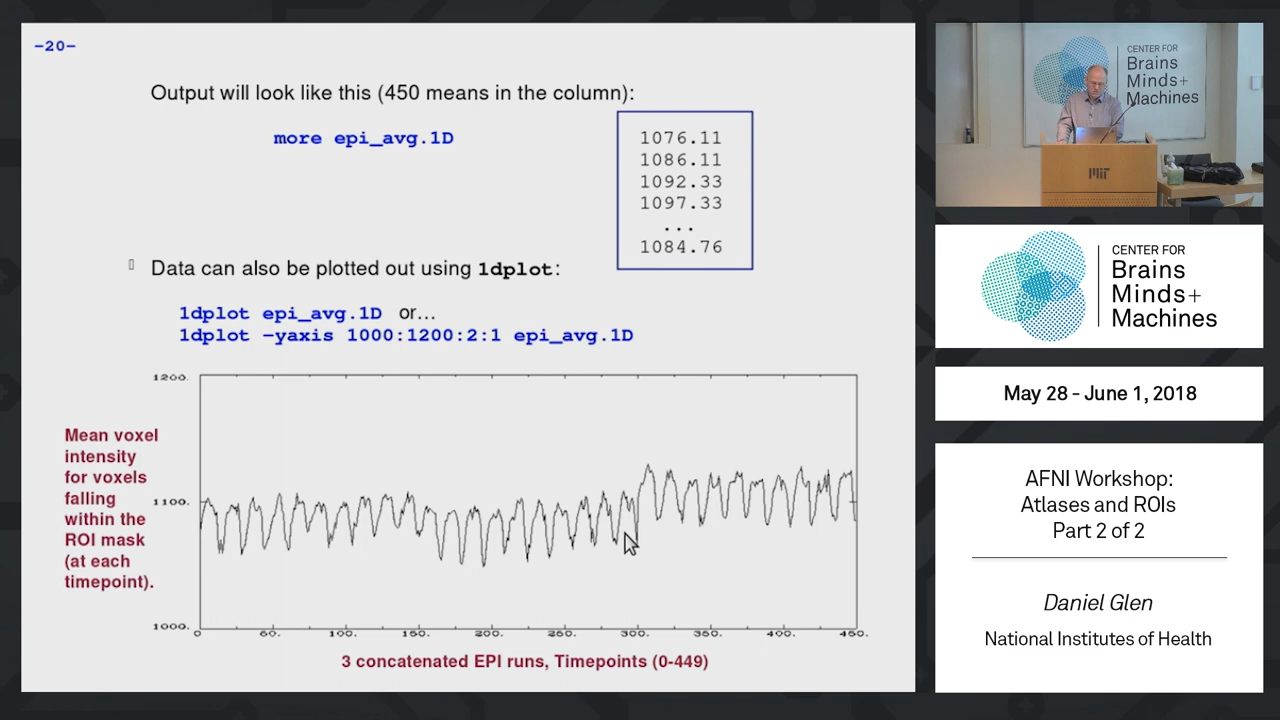 -20-
Output will look like this (450 means in the column):
more epi_avg.1D
1076.11
1086.11
1092.33
1097.33
...
1084.76
Data can also be plotted out using 1dplot:
1dplot epi_avg.1D or…
1dplot -yaxis 1000:1200:2:1 epi_avg.1D
Mean voxel
intensity
for voxels
falling
within the
ROI mask
(at each
timepoint).
1200.
1100.
1000.
0 50. 100. 150. 200. 250. 300. 350. 400. 450.
3 concatenated EPI runs, Timepoints (0-449)
CENTER FOR
Brains
Minds+
Machines
MIT
CENTER FOR
Brains
Minds+
Machines
May 28 - June 1, 2018
AFNI Workshop:
Atlases and ROIs
Part 2 of 2
Daniel Glen
National Institutes of Health